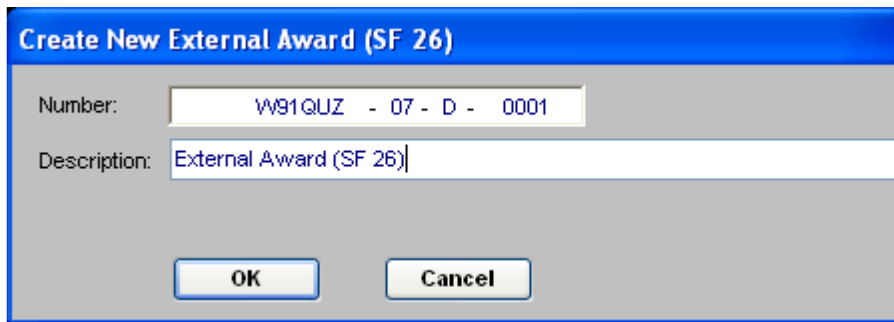 Create New External Award (SF 26)
Number: W91QUZ - 07 - D - 0001
Description: External Award (SF 26)
OK Cancel